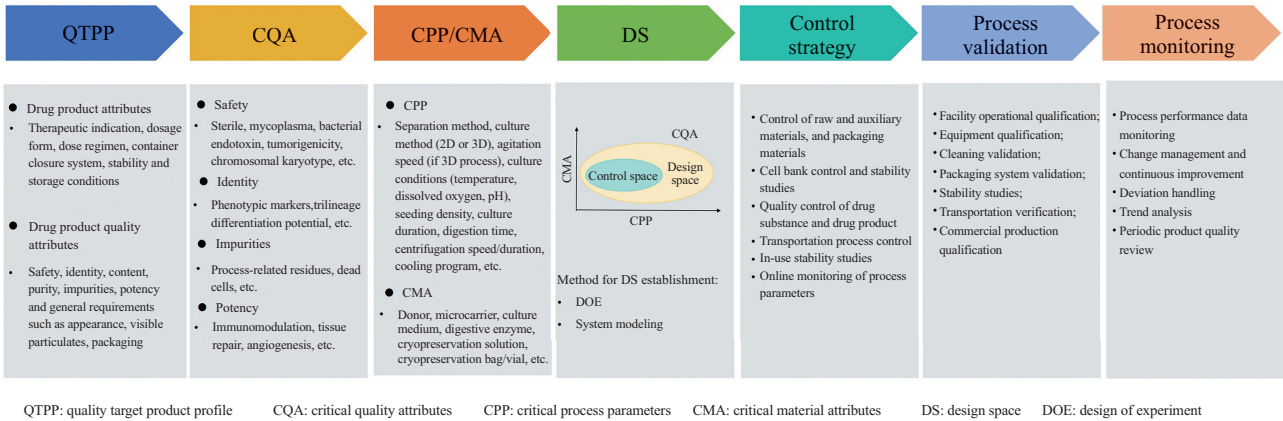 QTPP
CQA
CPP/CMA
DS
Control
strategy
Process
validation
Process
monitoring
● Drug product attributes
• Therapeutic indication, dosage
form, dose regimen, container
closure system, stability and
storage conditions
● Drug product quality
attributes
• Safety, identity, content,
purity, impurities, potency
and general requirements
such as appearance, visible
particulates, packaging
● Safety
• Sterile, mycoplasma, bacterial
endotoxin, tumorigenicity,
chromosomal karyotype, etc.
● Identity
• Phenotypic markers,trilineage
differentiation potential, etc.
● Impurities
• Process-related residues, dead
cells, etc.
● Potency
• Immunomodulation, tissue
repair, angiogenesis, etc.
● CPP
• Separation method, culture
method (2D or 3D), agitation
speed (if 3D process), culture
conditions (temperature,
dissolved oxygen, pH),
seeding density, culture
duration, digestion time,
centrifugation speed/duration,
cooling program, etc.
● CMA
• Donor, microcarrier, culture
medium, digestive enzyme,
cryopreservation solution,
cryopreservation bag/vial, etc.
CQA
Control space
Design
space
CMA
CPP
Method for DS establishment:
• DOE
• System modeling
• Control of raw and auxiliary
materials, and packaging
materials
• Cell bank control and stability
studies
• Quality control of drug
substance and drug product
• Transportation process control
• In-use stability studies
• Online monitoring of process
parameters
• Facility operational qualification;
• Equipment qualification;
• Cleaning validation;
• Packaging system validation;
• Stability studies;
• Transportation verification;
• Commercial production
qualification
• Process performance data
monitoring
• Change management and
continuous improvement
• Deviation handling
• Trend analysis
• Periodic product quality
review
QTPP: quality target product profile CQA: critical quality attributes CPP: critical process parameters CMA: critical material attributes DS: design space DOE: design of experiment